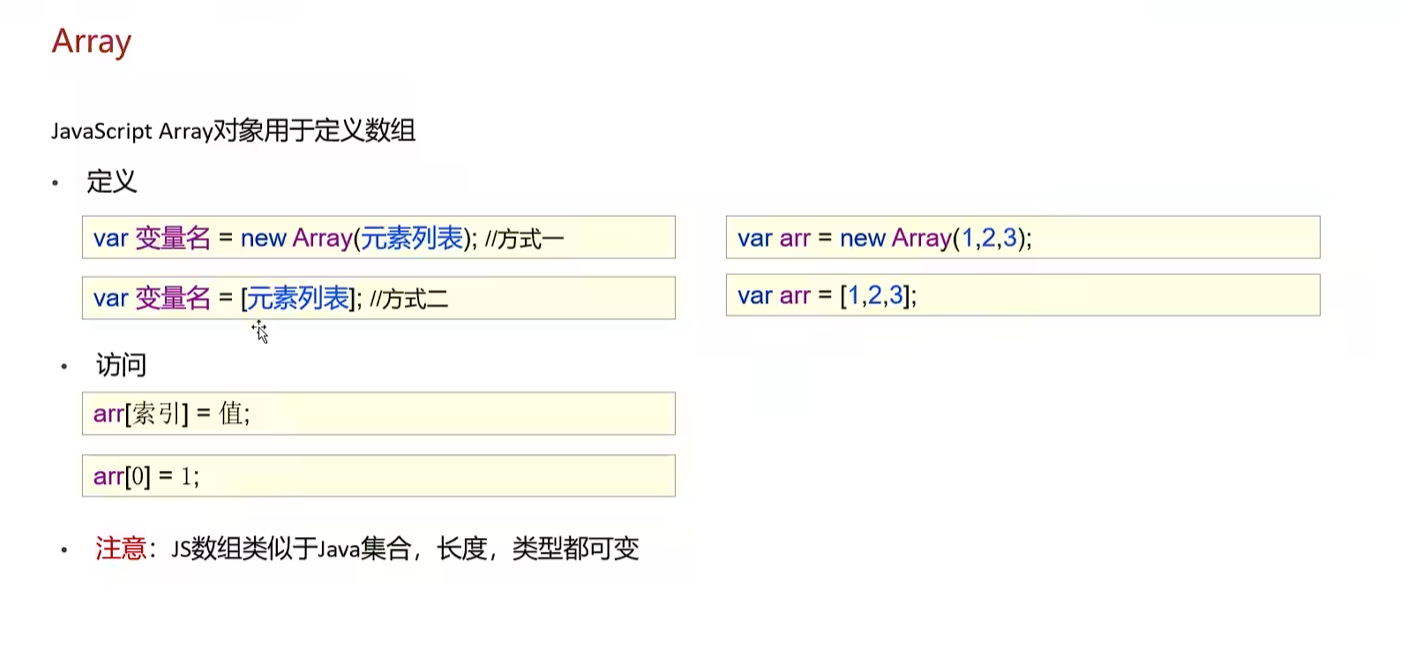 Array
JavaScript Array对象用于定义数组
• 定义
var 变量名 = new Array(元素列表); //方式一
var arr = new Array(1,2,3);
var 变量名 = [元素列表]; //方式二
var arr = [1,2,3];
• 访问
arr[索引] = 值;
arr[0] = 1;
• 注意：JS数组类似于Java集合，长度，类型都可变